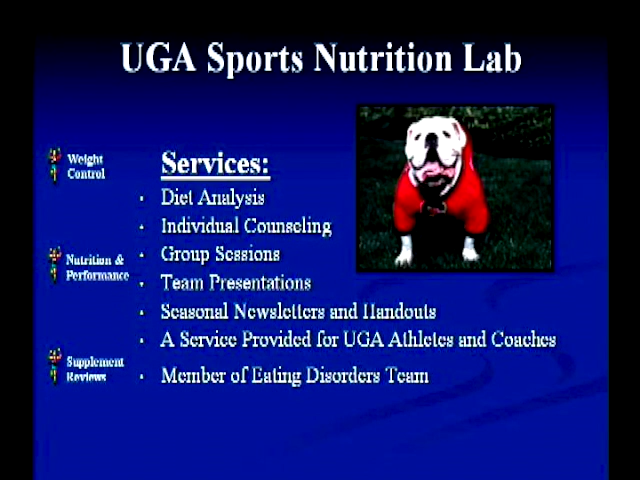 UGA Sports Nutrition Lab
Weight
Control
Nutrition &
Performance
Supplement
Reviews
Services:
Diet Analysis
Individual Counseling
Group Sessions
Team Presentations
Seasonal Newsletters and Handouts
A Service Provided for UGA Athletes and Coaches
Member of Eating Disorders Team